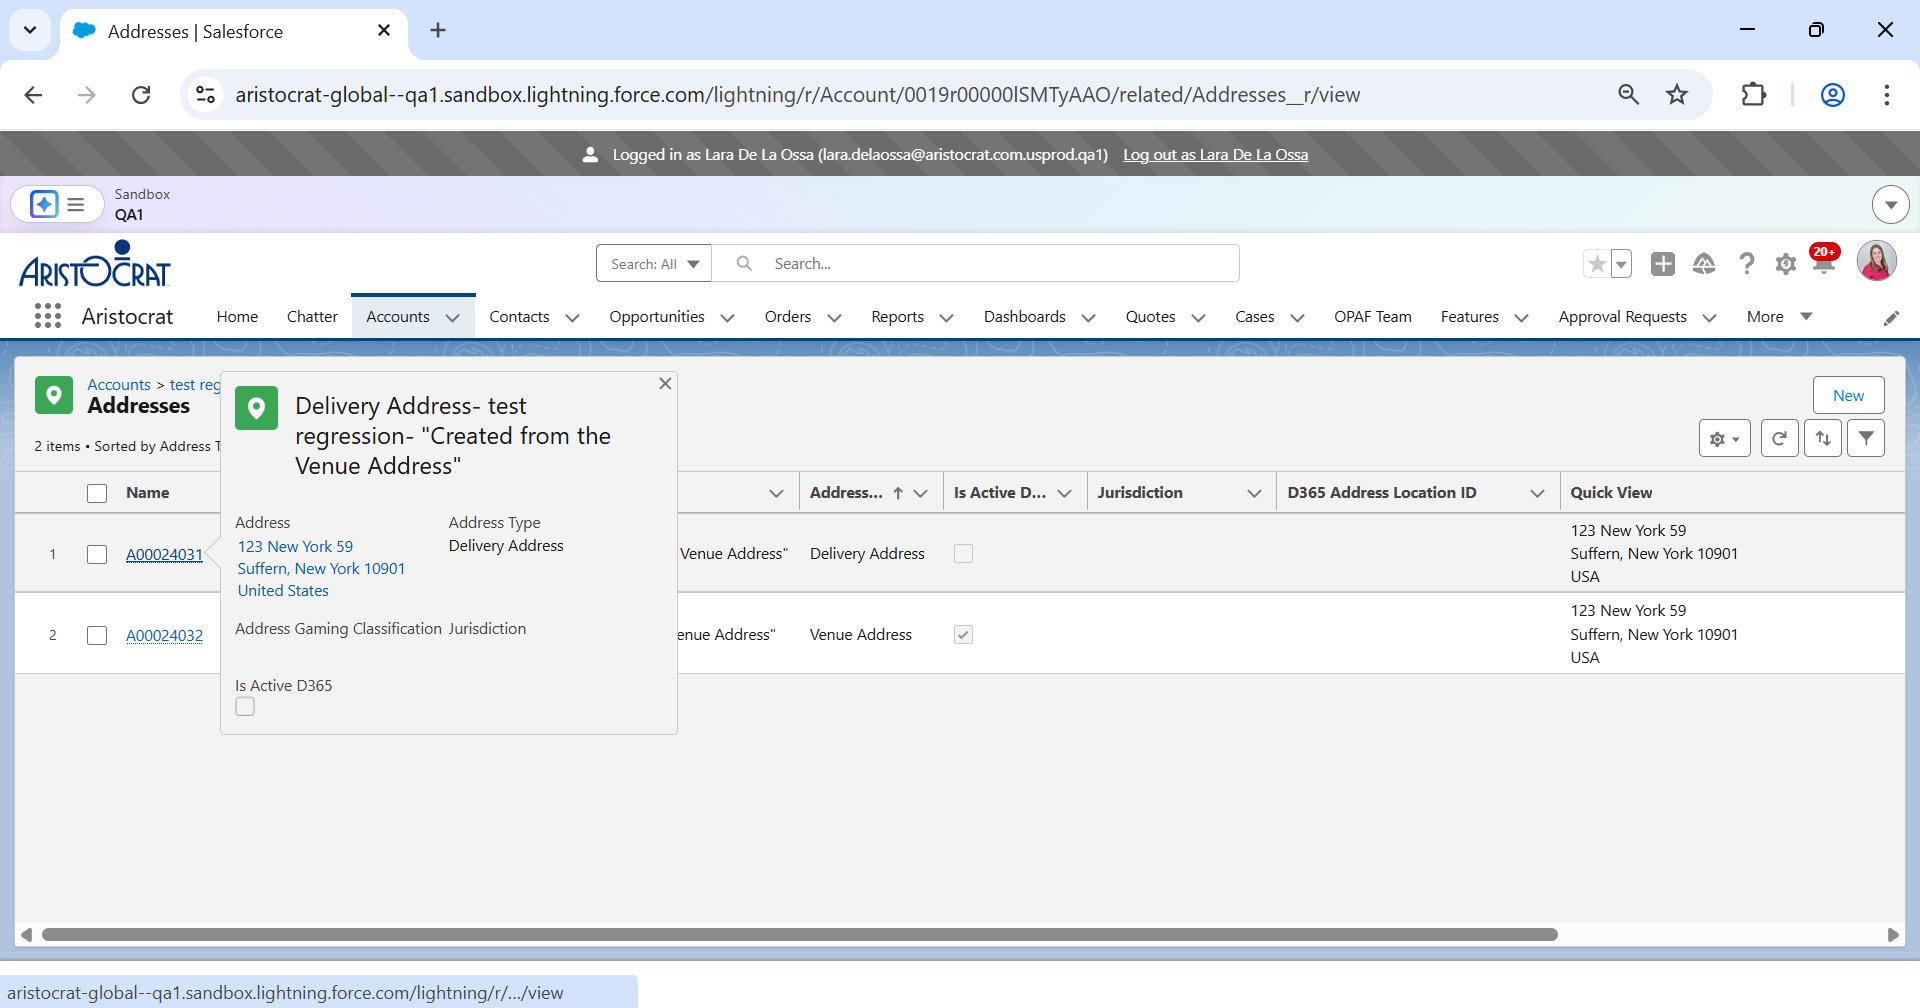 Addresses | Salesforce
aristocrat-global--qa1.sandbox.lightning.force.com/lightning/r/Account/0019r00000lSMTyAAO/related/Addresses__r/view
Logged in as Lara De La Ossa (lara.delaossa@aristocrat.com.usprod.qa1) Log out as Lara De La Ossa
Sandbox
QA1
ARISTOCRAT
Search: All
Search...
20+
Aristocrat
Home
Chatter
Accounts
Contacts
Opportunities
Orders
Reports
Dashboards
Quotes
Cases
OPAF Team
Features
Approval Requests
More
Accounts > test reg
Addresses
2 items • Sorted by Address T
New
Delivery Address- test
regression- "Created from the
Venue Address"
Address
123 New York 59
Suffern, New York 10901
United States
Address Type
Delivery Address
Address Gaming Classification
Jurisdiction
Is Active D365
Name
Address...
Is Active D...
Jurisdiction
D365 Address Location ID
Quick View
1
A00024031
Venue Address"
Delivery Address
123 New York 59
Suffern, New York 10901
USA
2
A00024032
enue Address"
Venue Address
123 New York 59
Suffern, New York 10901
USA
aristocrat-global--qa1.sandbox.lightning.force.com/lightning/r/.../view